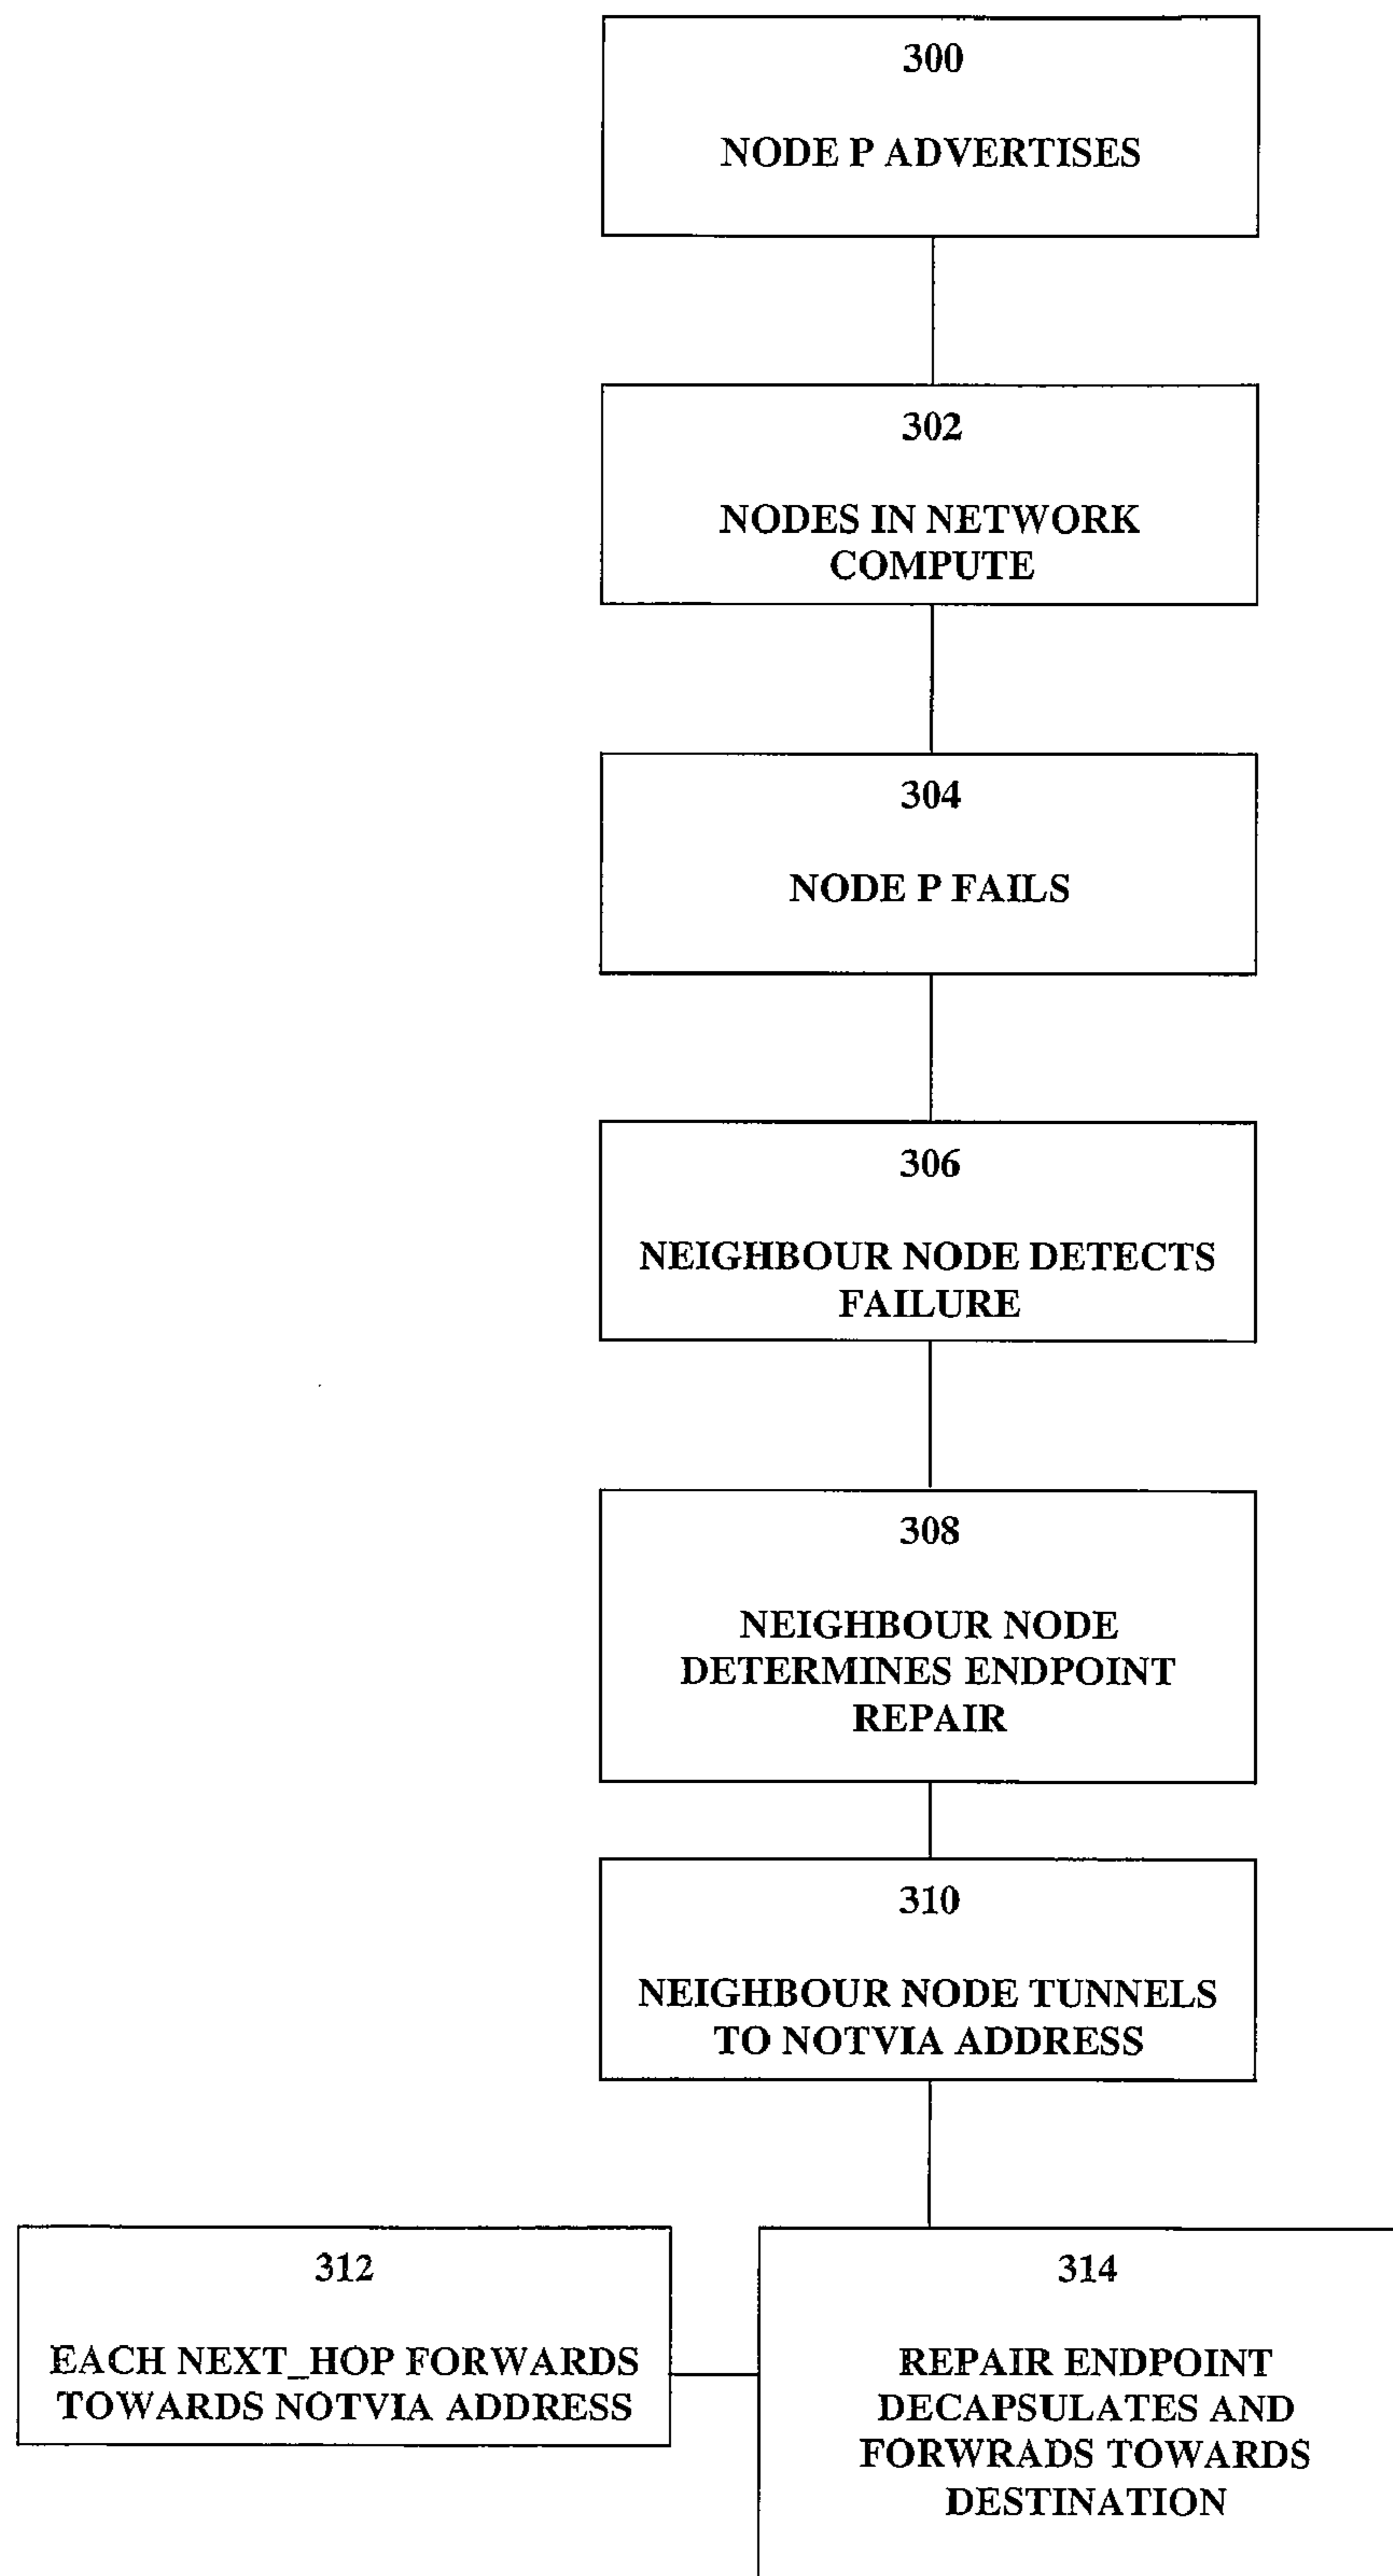 300
NODE P ADVERTISES
302
NODES IN NETWORK
COMPUTE
304
NODE P FAILS
306
NEIGHBOUR NODE DETECTS
FAILURE
308
NEIGHBOUR NODE
DETERMINES ENDPOINT
REPAIR
310
NEIGHBOUR NODE TUNNELS
TO NOTVIA ADDRESS
312
EACH NEXT_HOP FORWARDS
TOWARDS NOTVIA ADDRESS
314
REPAIR ENDPOINT
DECAPSULATES AND
FORWRADS TOWARDS
DESTINATION